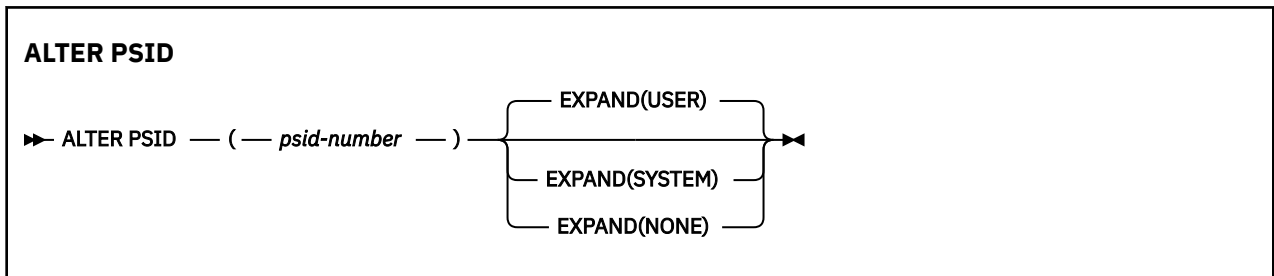 ALTER PSID
EXPAND(USER)
ALTER PSID ( psid-number )
EXPAND(SYSTEM)
EXPAND(NONE)